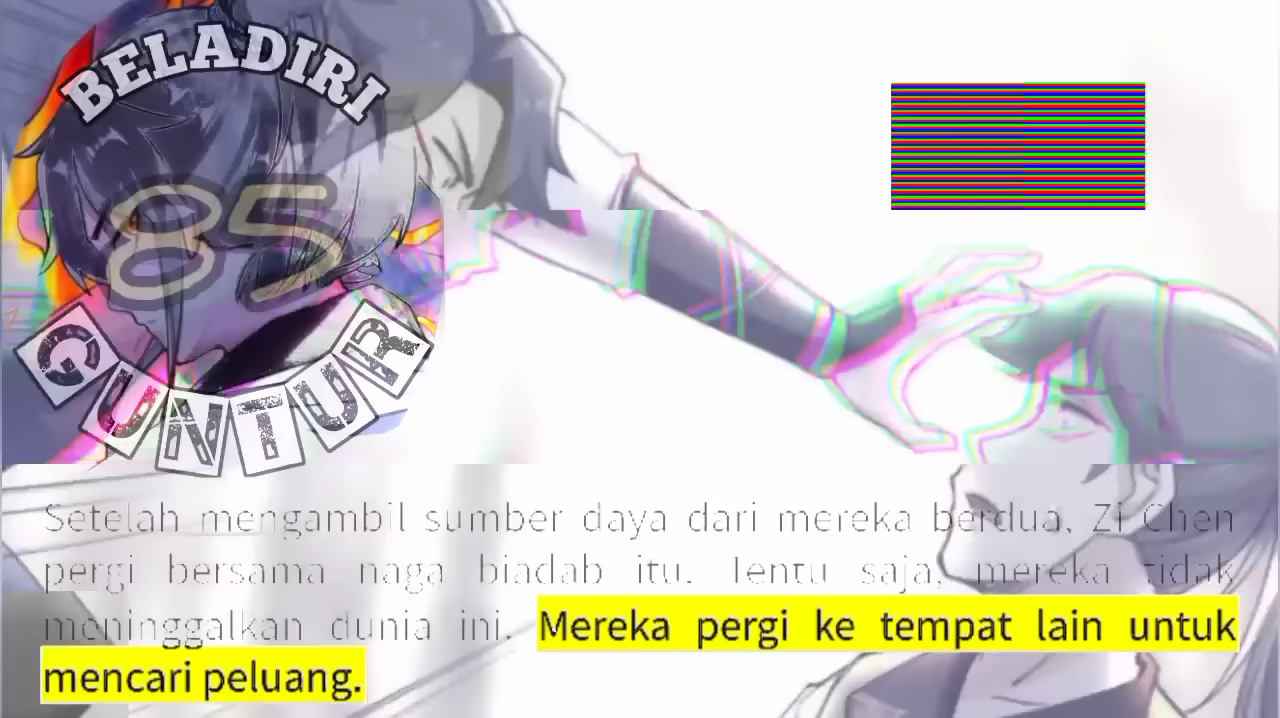 BELADIRI
85
GUNTUR
Setelah mengambil sumber daya dari mereka berdua, Zi Chen
pergi bersama naga biadab itu. Tentu saja, mereka tidak
meninggalkan dunia ini. Mereka pergi ke tempat lain untuk
mencari peluang.